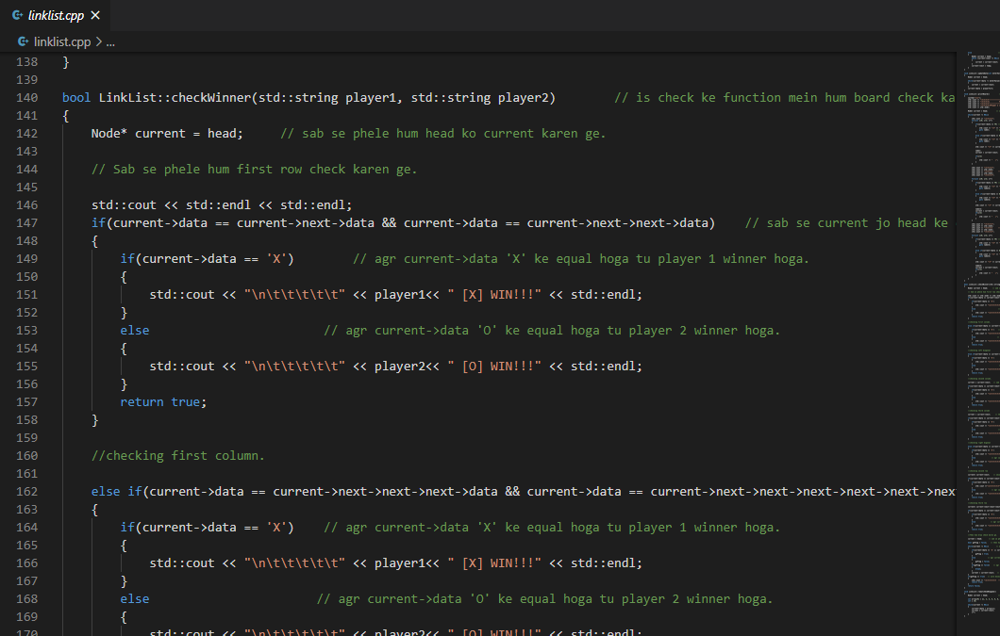 linklist.cpp
linklist.cpp > ...
138 }
139
140 bool LinkList::checkWinner(std::string player1, std::string player2) // is check ke function mein hum board check ka
141 {
142 Node* current = head; // sab se phele hum head ko current karen ge.
143
144 // Sab se phele hum first row check karen ge.
145
146 std::cout << std::endl << std::endl;
147 if(current->data == current->next->data && current->data == current->next->next->data) // sab se current jo head ke
148 {
149 if(current->data == 'X') // agr current->data 'X' ke equal hoga tu player 1 winner hoga.
150 {
151 std::cout << "\n\t\t\t\t\t" << player1<< " [X] WIN!!!" << std::endl;
152 }
153 else // agr current->data 'O' ke equal hoga tu player 2 winner hoga.
154 {
155 std::cout << "\n\t\t\t\t\t" << player2<< " [O] WIN!!!" << std::endl;
156 }
157 return true;
158 }
159
160 //checking first column.
161
162 else if(current->data == current->next->next->next->data && current->data == current->next->next->next->next->next->nex
163 {
164 if(current->data == 'X') // agr current->data 'X' ke equal hoga tu player 1 winner hoga.
165 {
166 std::cout << "\n\t\t\t\t\t" << player1<< " [X] WIN!!!" << std::endl;
167 }
168 else // agr current->data 'O' ke equal hoga tu player 2 winner hoga.
169 {
170 std::cout << "\n\t\t\t\t\t" << player2<< " [O] WIN!!!" << std::endl;